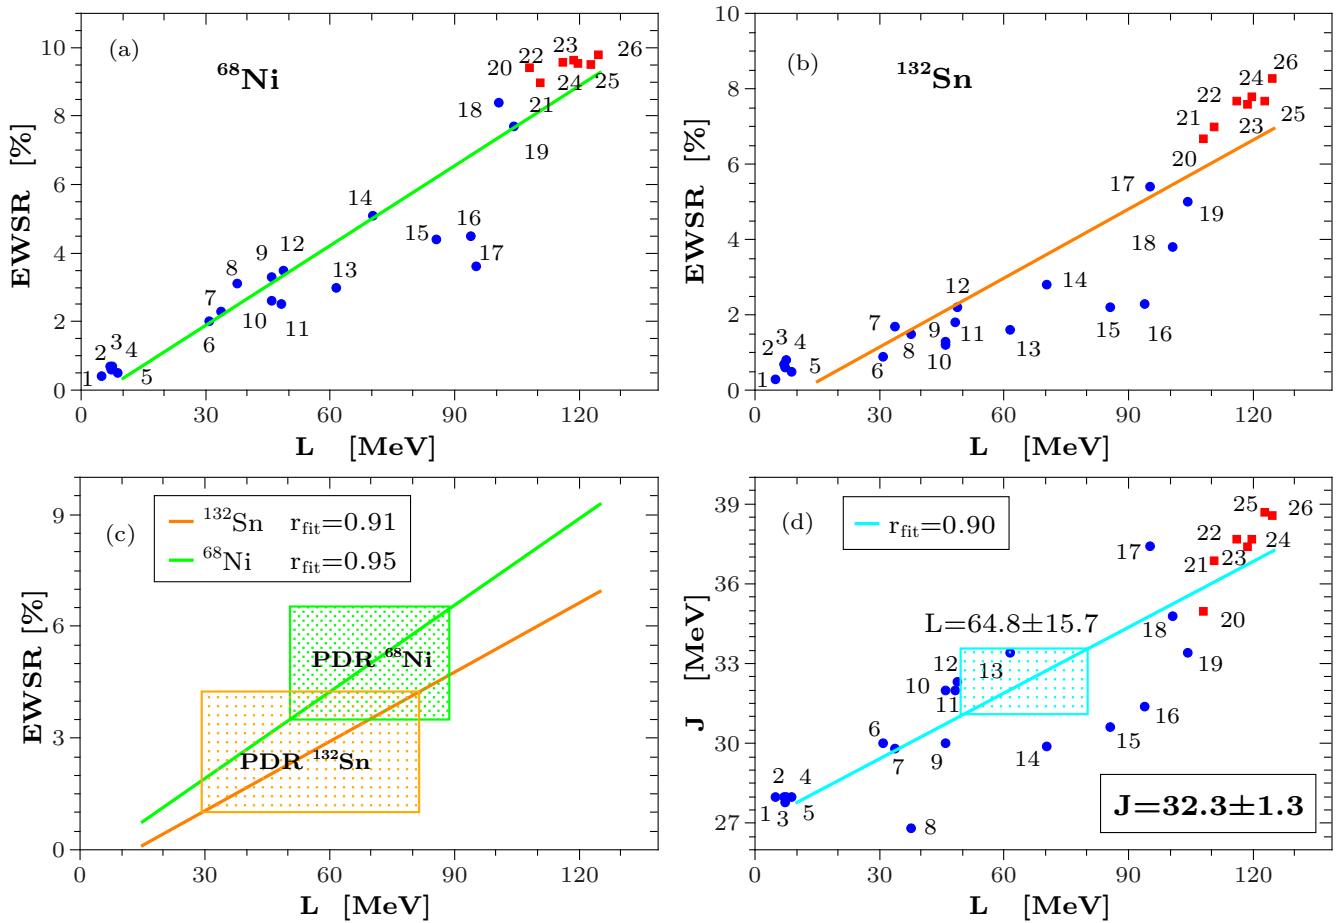 (a)
⁶⁸Ni
EWSR [%]
10
8
6
4
2
0
0 30 60 90 120
L [MeV]
1 2 3 4 5 6 7 8 9 10 11 12 13 14 15 16 17 18 19 20 21 22 23 24 25 26
(b)
¹³²Sn
EWSR [%]
10
8
6
4
2
0
0 30 60 90 120
L [MeV]
1 2 3 4 5 6 7 8 9 10 11 12 13 14 15 16 17 18 19 20 21 22 23 24 25 26
(c)
¹³²Sn r_fit=0.91
⁶⁸Ni r_fit=0.95
PDR ⁶⁸Ni
PDR ¹³²Sn
EWSR [%]
9
6
3
0
0 30 60 90 120
L [MeV]
(d)
r_fit=0.90
L=64.8±15.7
J=32.3±1.3
J [MeV]
39
36
33
30
27
0 30 60 90 120
L [MeV]
1 2 3 4 5 6 7 8 9 10 11 12 13 14 15 16 17 18 19 20 21 22 23 24 25 26